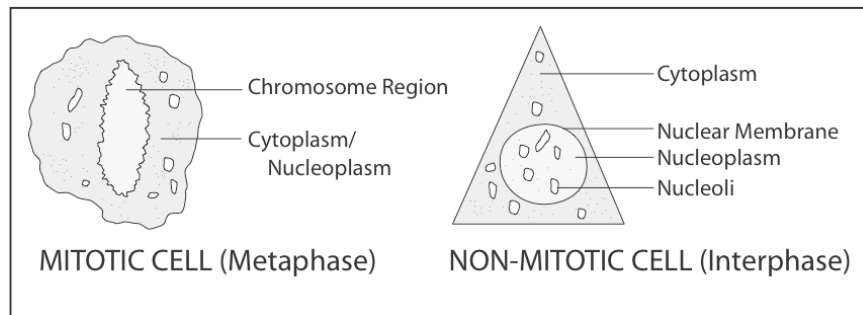 Chromosome Region
Cytoplasm/
Nucleoplasm
MITOTIC CELL (Metaphase)
Cytoplasm
Nuclear Membrane
Nucleoplasm
Nucleoli
NON-MITOTIC CELL (Interphase)